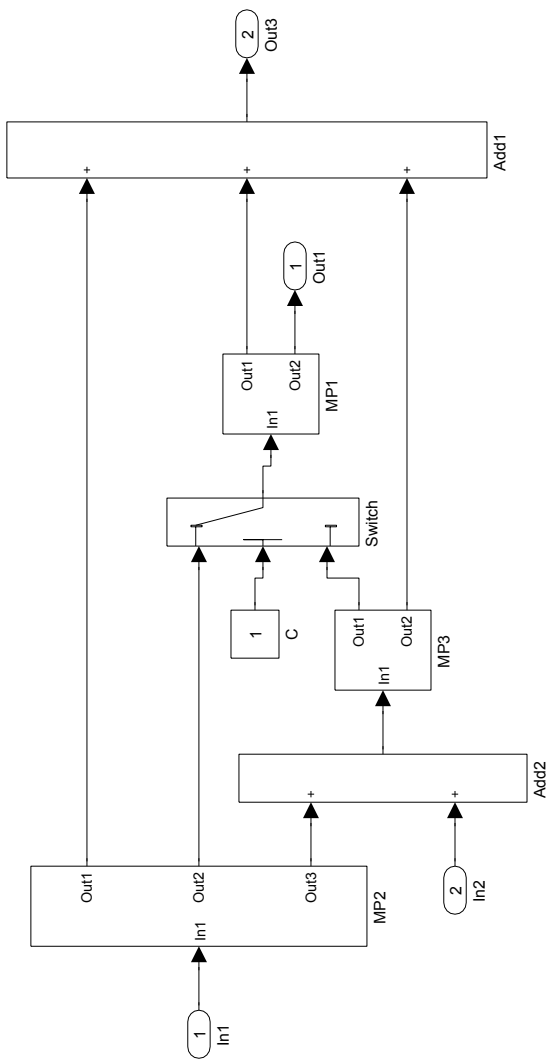 1
In1
In1
Out1
Out2
Out3
MP2
2
In2
+
+
Add2
1
C
In1
Out1
Out2
MP3
Switch
In1
Out1
Out2
MP1
1
Out1
+
+
+
Add1
2
Out3